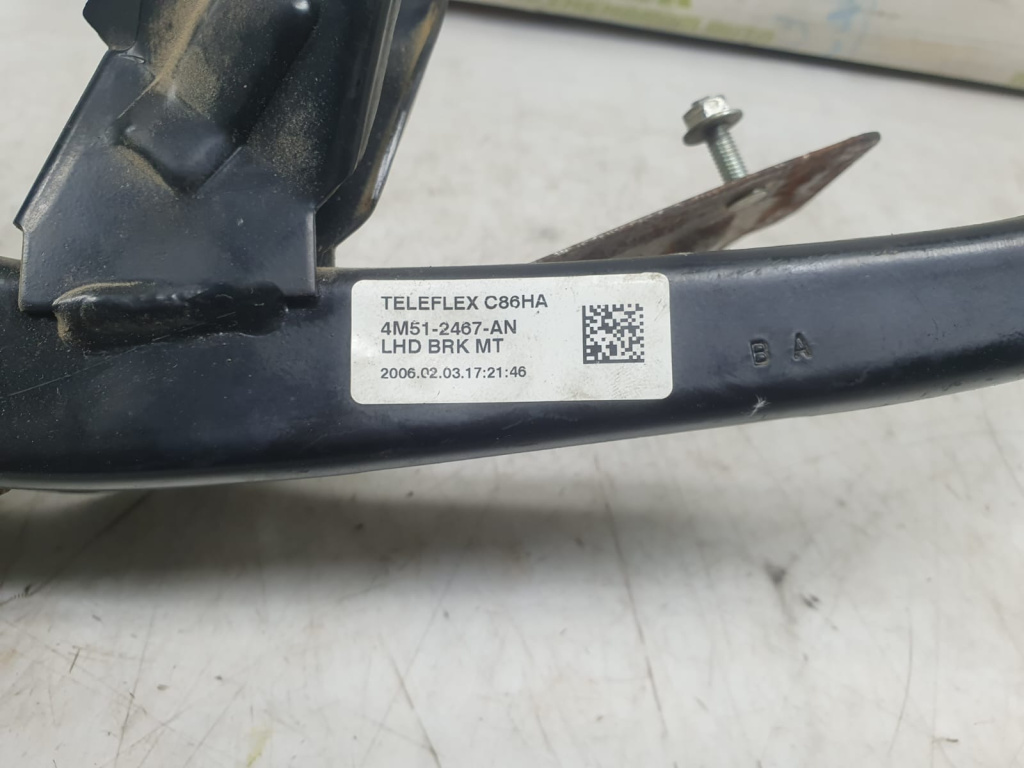 TELEFLEX C86HA
4M51-2467-AN
LHD BRK MT
2006.02.03.17:21:46
B A